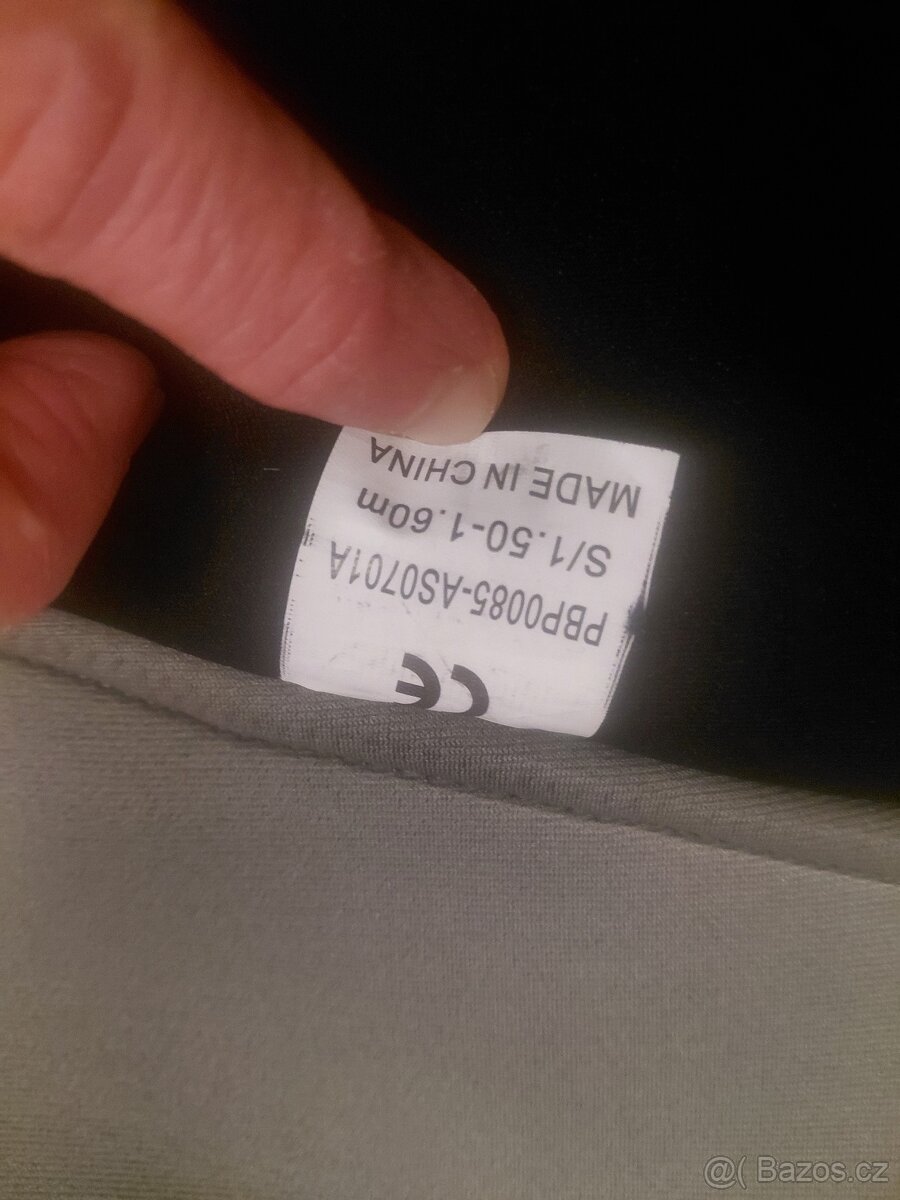 CE
PBP0085-AS0701A
S/1.50-1.60m
MADE IN CHINA
@( Bazos.cz